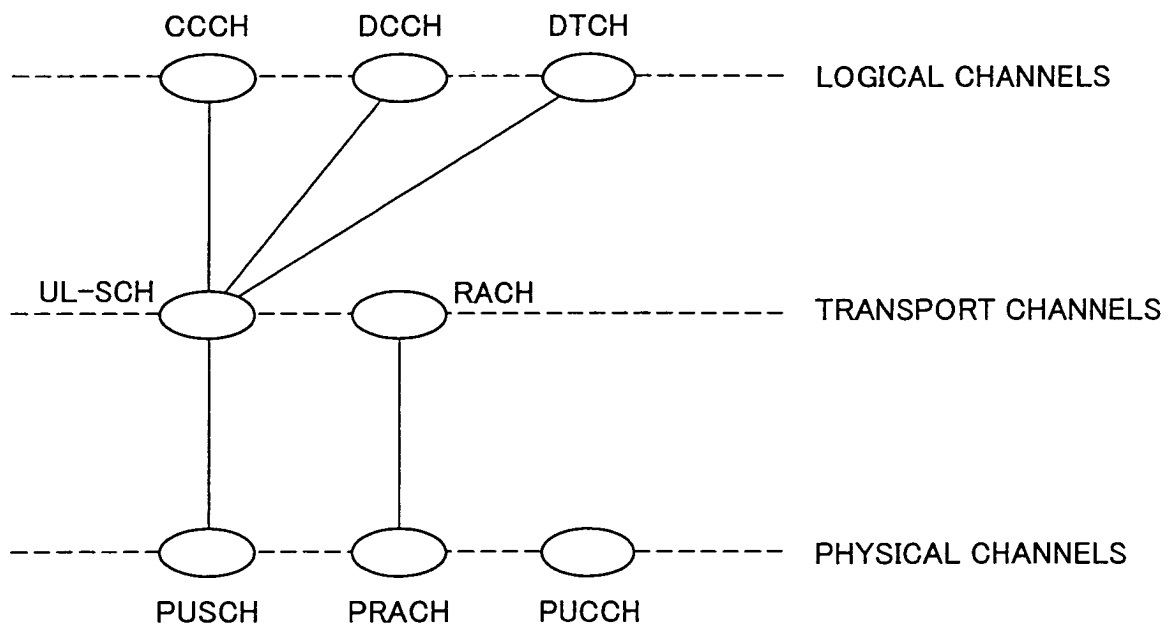 CCCH DCCH DTCH
LOGICAL CHANNELS
UL-SCH RACH
TRANSPORT CHANNELS
PHYSICAL CHANNELS
PUSCH PRACH PUCCH